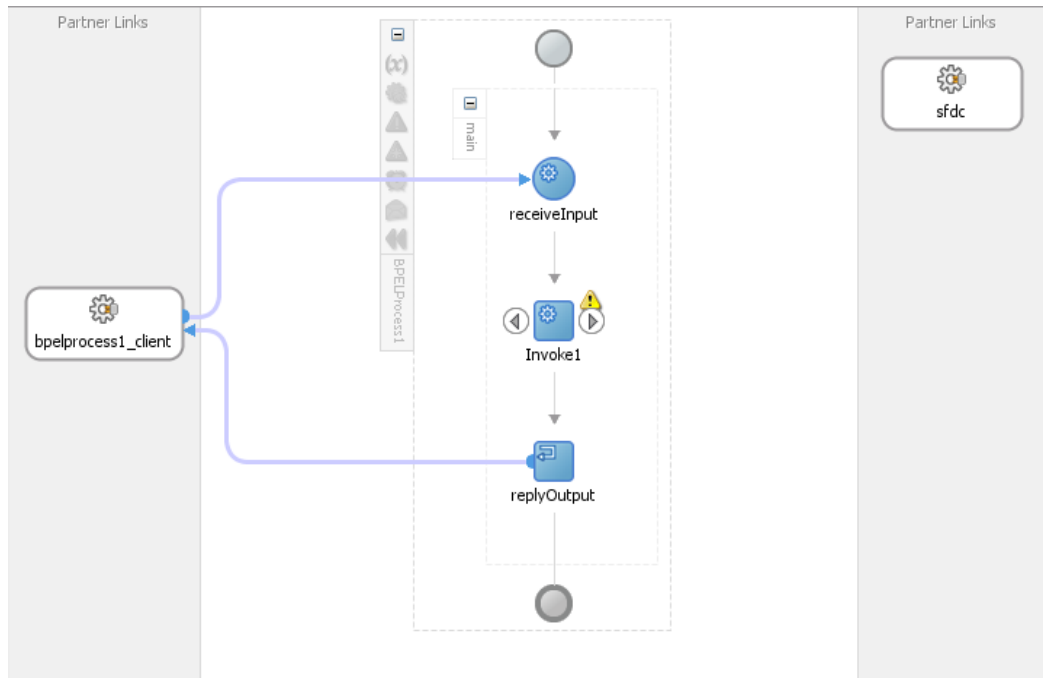 Partner Links
Partner Links
(x)
sfdc
main
receiveInput
BPELProcess1
bpelprocess1_client
Invoke1
replyOutput